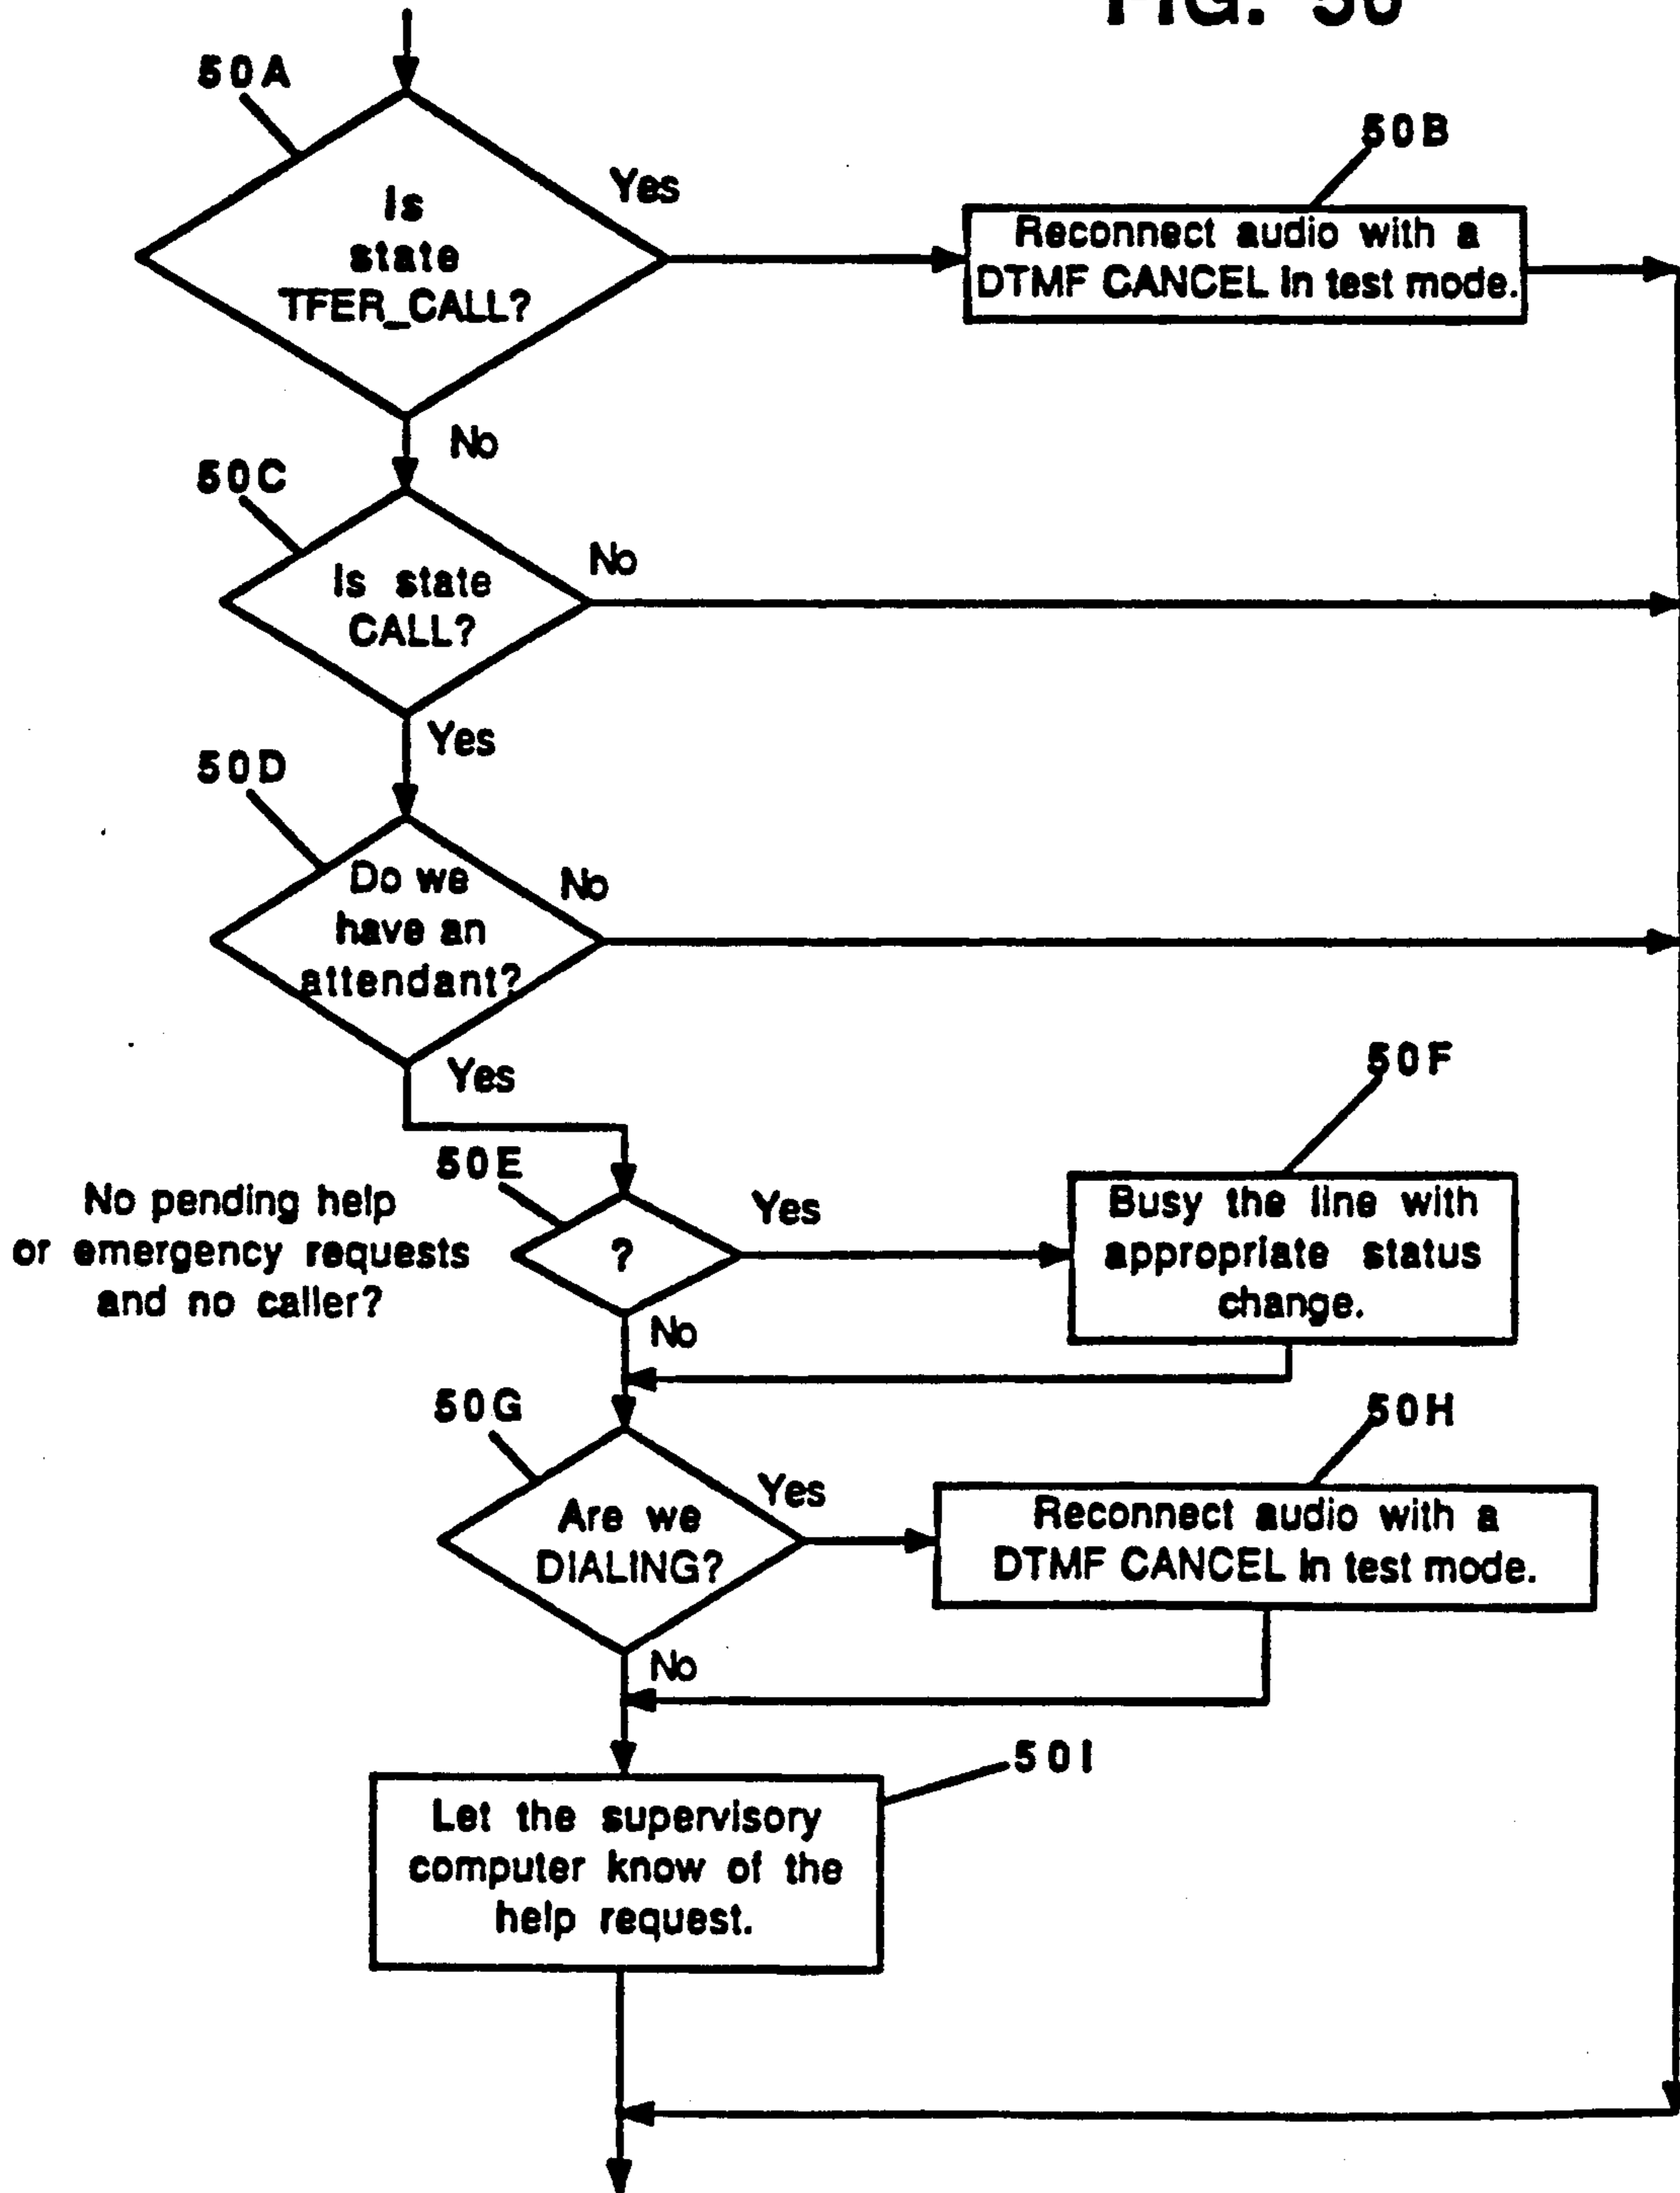 FIG. 50
50A
Is
state
TFER_CALL?
Yes
50B
Reconnect audio with a
DTMF CANCEL in test mode.
No
50C
Is state
CALL?
No
Yes
50D
Do we
have an
attendant?
No
Yes
50E
No pending help
or emergency requests
and no caller?
?
Yes
50F
Busy the line with
appropriate status
change.
No
50G
Are we
DIALING?
Yes
50H
Reconnect audio with a
DTMF CANCEL in test mode.
No
50I
Let the supervisory
computer know of the
help request.